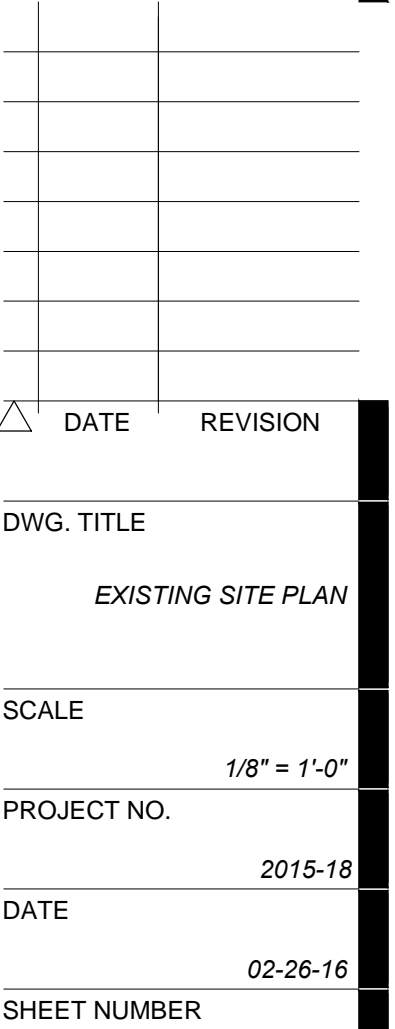 DATE REVISION
DWG. TITLE
EXISTING SITE PLAN
SCALE
1/8" = 1'-0"
PROJECT NO.
2015-18
DATE
02-26-16
SHEET NUMBER